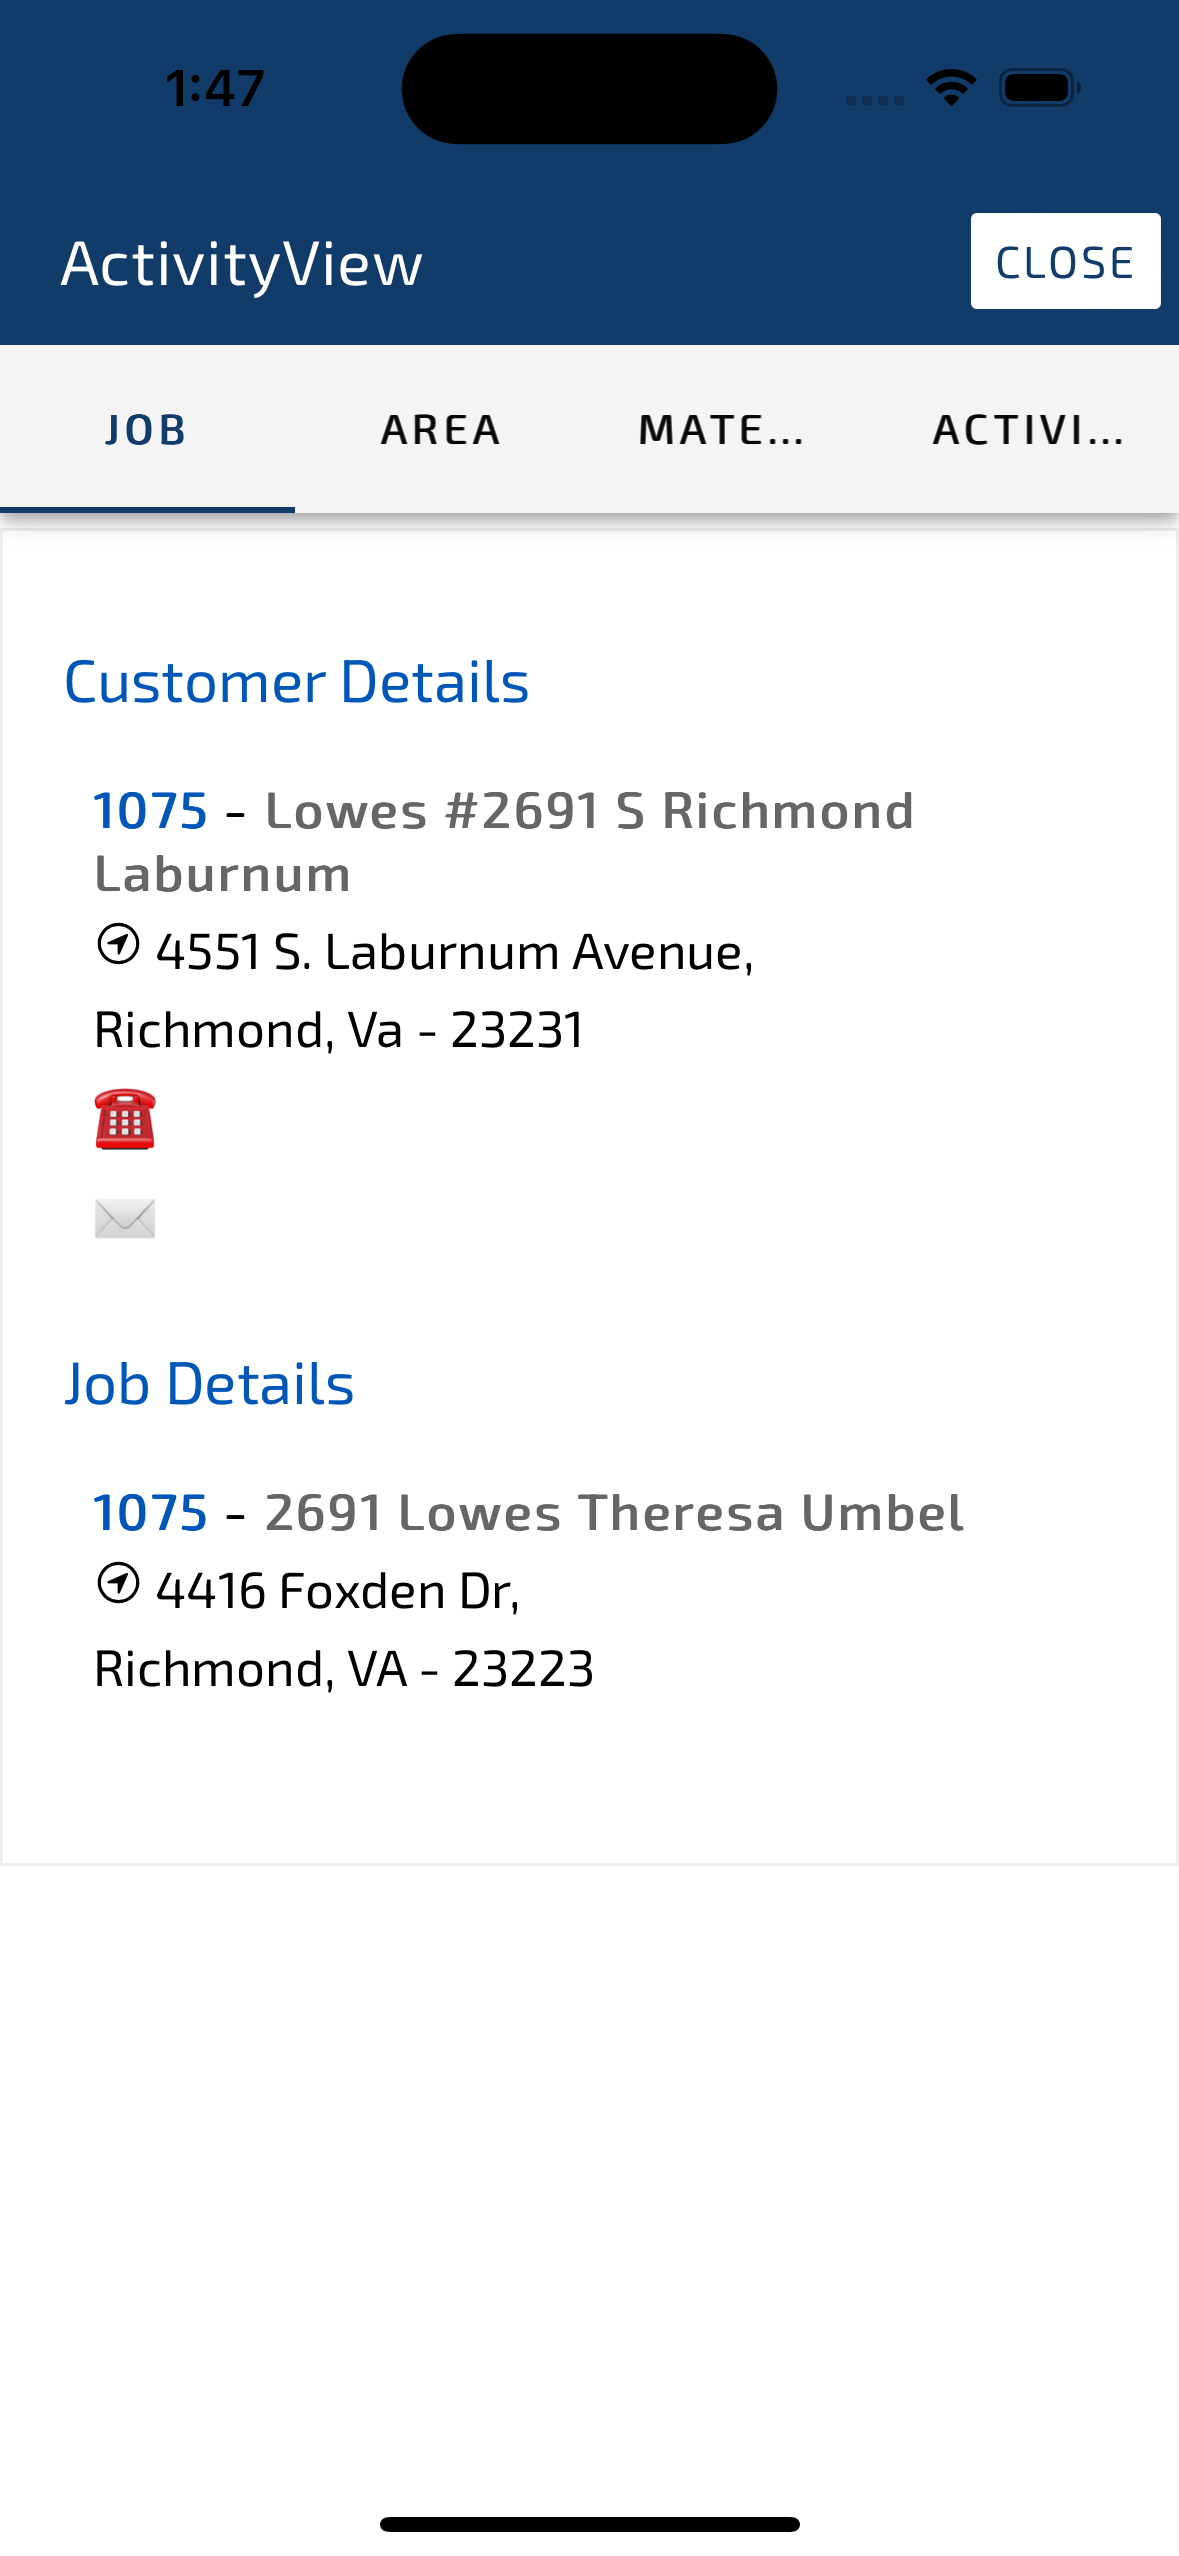 1:47
ActivityView
CLOSE
JOB AREA MATE... ACTIVI...
Customer Details
1075 - Lowes #2691 S Richmond
Laburnum
4551 S. Laburnum Avenue,
Richmond, Va - 23231
Job Details
1075 - 2691 Lowes Theresa Umbel
4416 Foxden Dr,
Richmond, VA - 23223